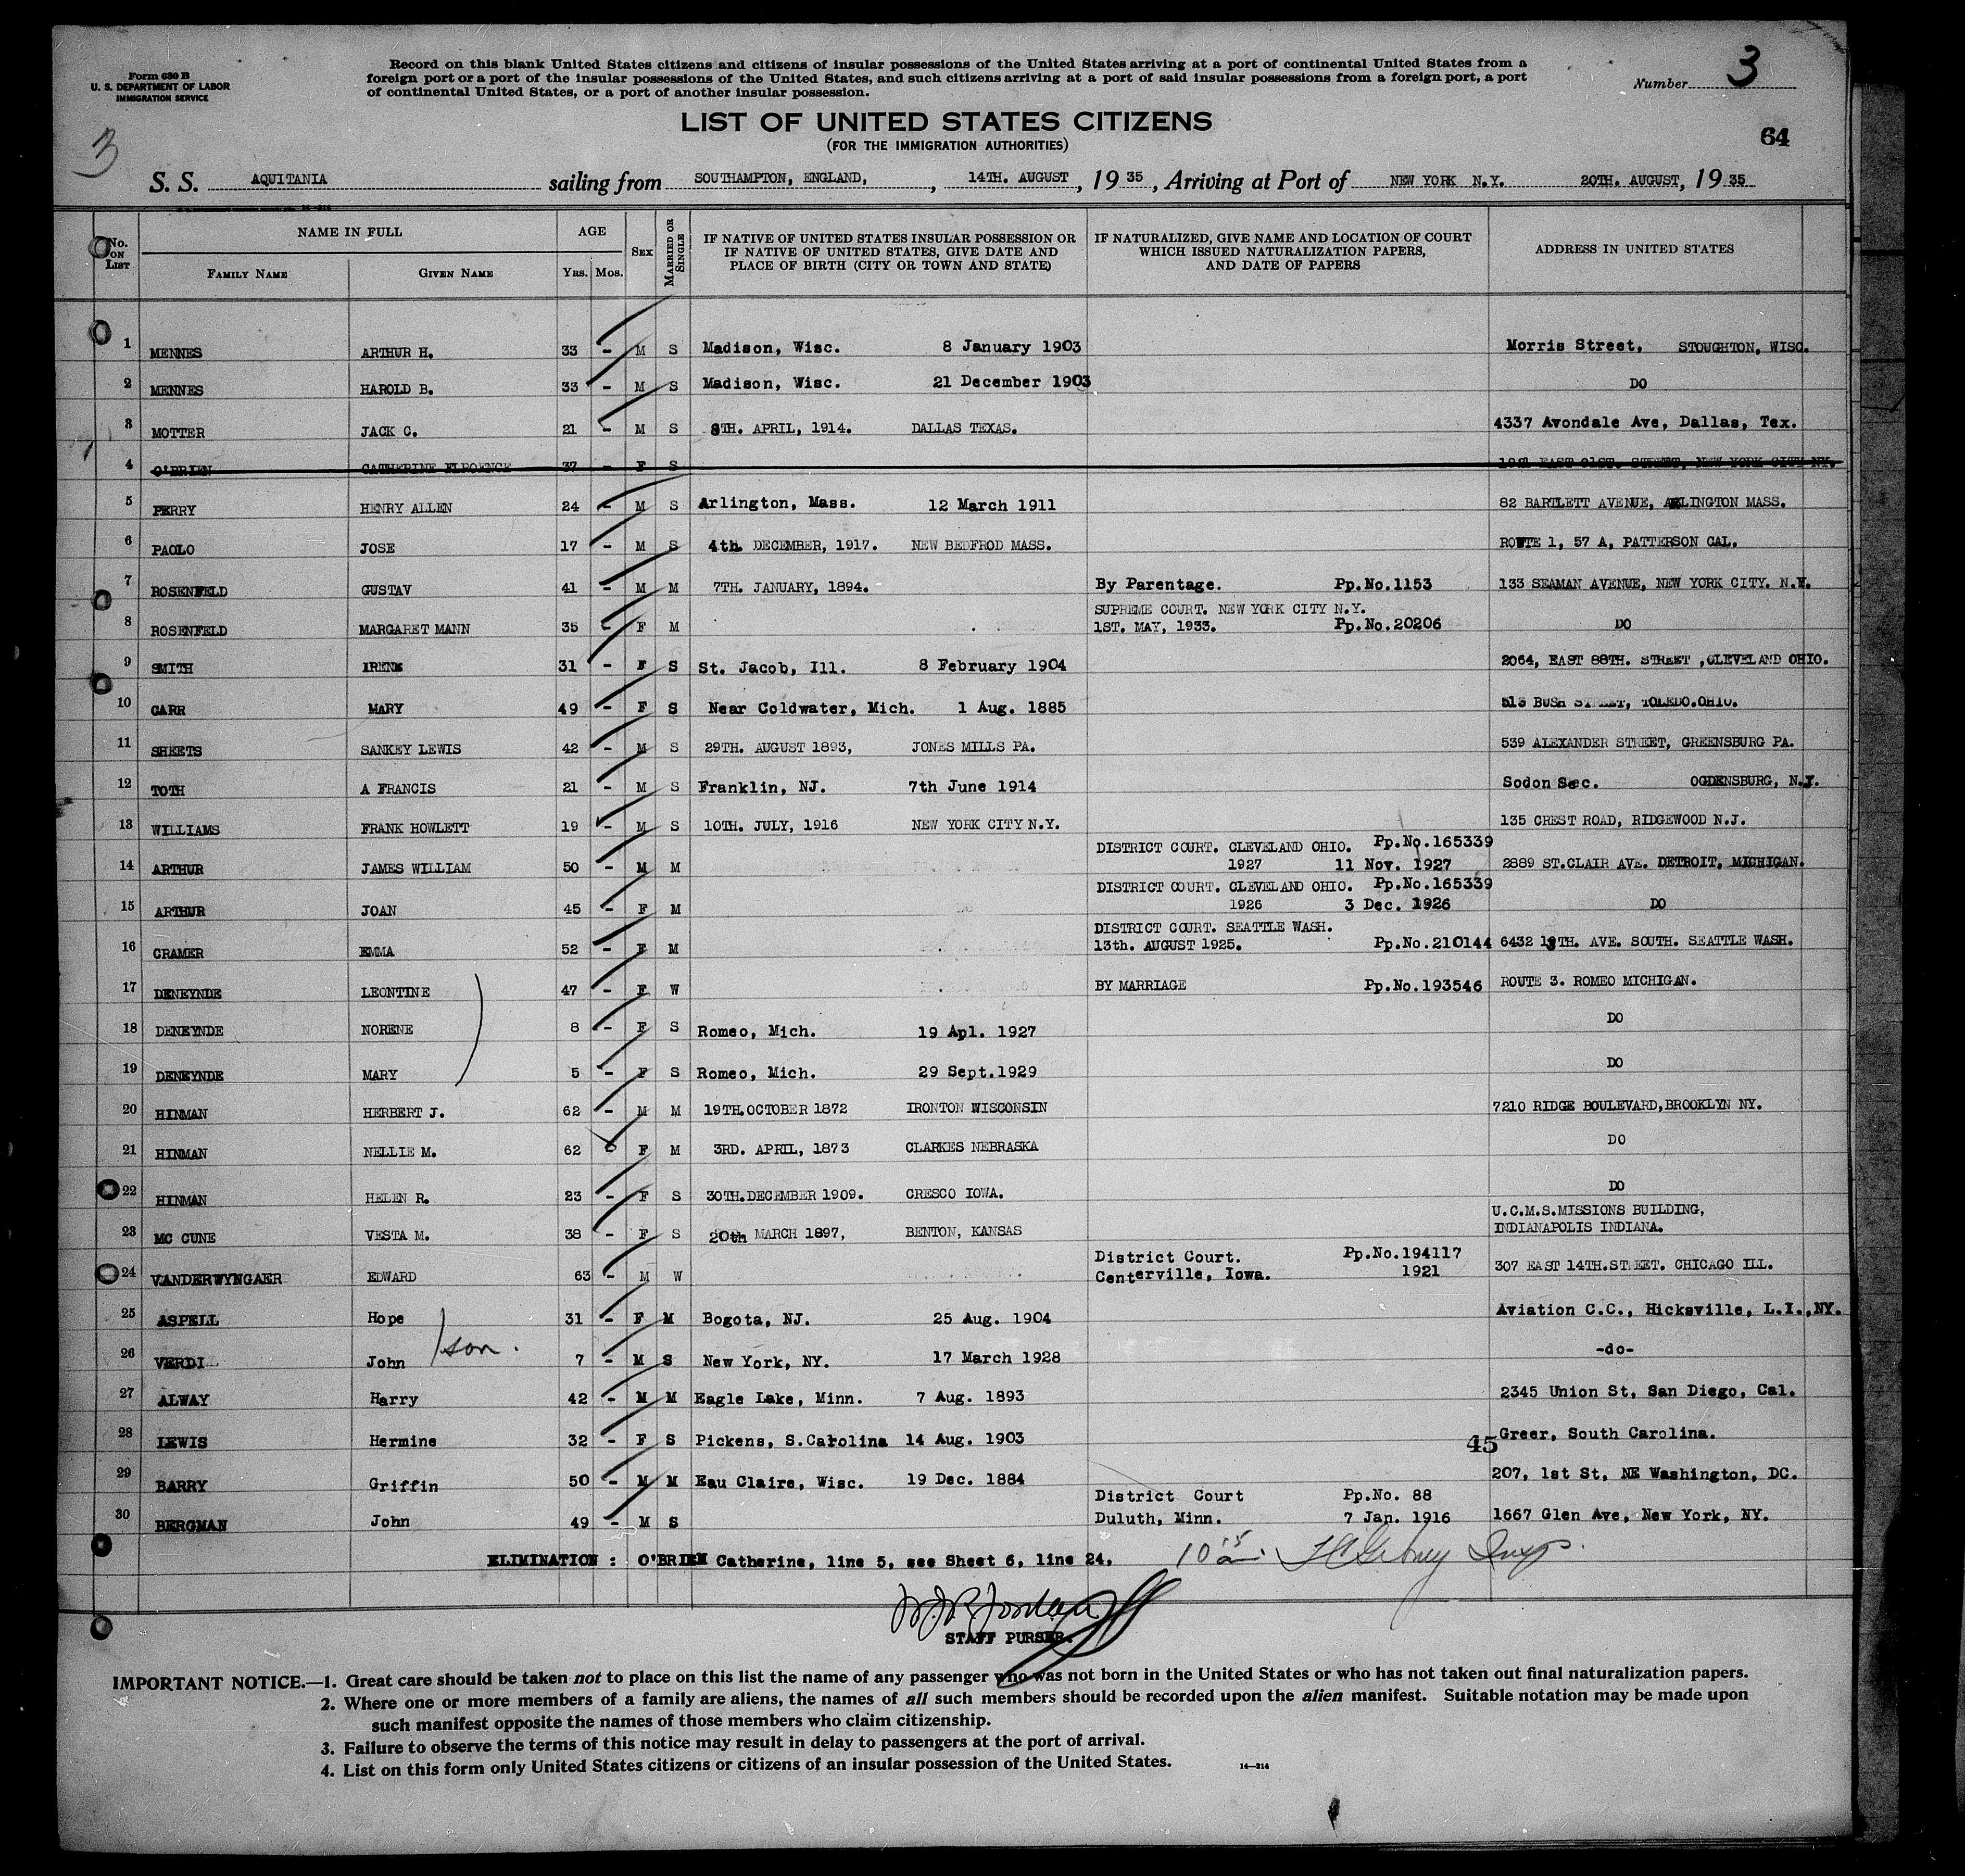 Form 630 B
U. S. DEPARTMENT OF LABOR
IMMIGRATION SERVICE
Record on this blank United States citizens and citizens of insular possessions of the United States arriving at a port of continental United States from a
foreign port or a port of the insular possessions of the United States, and such citizens arriving at a port of said insular possessions from a foreign port, a port
of continental United States, or a port of another insular possession.
Number 3
LIST OF UNITED STATES CITIZENS
(FOR THE IMMIGRATION AUTHORITIES)
64
3
S. S. AQUITANIA sailing from SOUTHAMPTON, ENGLAND, , 14TH. AUGUST , 19 35 , Arriving at Port of NEW YORK N.Y. 20TH. AUGUST, 19 35
No. ON LIST NAME IN FULL FAMILY NAME GIVEN NAME AGE YRS. MOS. SEX MARRIED OR SINGLE IF NATIVE OF UNITED STATES INSULAR POSSESSION OR IF NATIVE OF UNITED STATES, GIVE DATE AND PLACE OF BIRTH (CITY OR TOWN AND STATE) IF NATURALIZED, GIVE NAME AND LOCATION OF COURT WHICH ISSUED NATURALIZATION PAPERS, AND DATE OF PAPERS ADDRESS IN UNITED STATES
1 MENNES ARTHUR H. 33 - M S Madison, Wisc. 8 January 1903 Morris Street, STOUGHTON, WISC.
2 MENNES HAROLD B. 33 - M S Madison, Wisc. 21 December 1903 DO
3 MOTTER JACK C. 21 - M S 8TH. APRIL, 1914. DALLAS TEXAS. 4337 Avondale Ave, Dallas, Tex.
4 O'BRIEN CATHERINE FLROENCE 37 - F S EAST STREET, NEW YORK CITY NY.
5 PERRY HENRY ALLEN 24 - M S Arlington, Mass. 12 March 1911 82 BARTLETT AVENUE, ARLINGTON MASS.
6 PAOLO JOSE 17 - M S 4th. DECEMBER, 1917. NEW BEDFROD MASS. ROUTE 1, 57 A, PATTERSON CAL.
7 ROSENFELD GUSTAV 41 - M M 7TH. JANUARY, 1894. By Parentage. Pp.No.1153 133 SEAMAN AVENUE, NEW YORK CITY. N.Y.
8 ROSENFELD MARGARET MANN 35 - F M SUPREME COURT. NEW YORK CITY N.Y. 1ST. MAY, 1933. Pp.No.20206 DO
9 SMITH IRENE 31 - F S St. Jacob, Ill. 8 February 1904 2064, EAST 88TH. STREET ,CLEVELAND OHIO.
10 CARR MARY 49 - F S Near Coldwater, Mich. 1 Aug. 1885 513 BUSH STREET, TOLEDO.OHIO.
11 SHEETS SANKEY LEWIS 42 - M S 29TH. AUGUST 1893, JONES MILLS PA. 539 ALEXANDER STREET, GREENSBURG PA.
12 TOTH A FRANCIS 21 - M S Franklin, NJ. 7th June 1914 Sodon Sec. OGDENSBURG, N.J.
13 WILLIAMS FRANK HOWLETT 19 - M S 10TH. JULY, 1916 NEW YORK CITY N.Y. 135 CREST ROAD, RIDGEWOOD N.J.
14 ARTHUR JAMES WILLIAM 50 - M M DISTRICT COURT. CLEVELAND OHIO. Pp.No.165339 1927 11 Nov. 1927 2889 ST.CLAIR AVE. DETROIT, MICHIGAN.
15 ARTHUR JOAN 45 - F M DISTRICT COURT. CLEVELAND OHIO. Pp.No.165339 1926 3 Dec. 1926 DO
16 CRAMER EMMA 52 - F M DISTRICT COURT. SEATTLE WASH. 13th. AUGUST 1925. Pp.No.210144 6432 TH. AVE. SOUTH. SEATTLE WASH.
17 DENEYNDE LEONTINE 47 - F W BY MARRIAGE Pp.No.193546 ROUTE 3. ROMEO MICHIGAN.
18 DENEYNDE NORENE 8 - F S Romeo, Mich. 19 Apl. 1927 DO
19 DENEYNDE MARY 5 - F S Romeo, Mich. 29 Sept.1929 DO
20 HINMAN HERBERT J. 62 - M M 19TH.OCTOBER 1872 IRONTON WISCONSIN 7210 RIDGE BOULEVARD,BROOKLYN NY.
21 HINMAN NELLIE M. 62 - F M 3RD. APRIL, 1873 CLARKES NEBRASKA DO
22 HINMAN HELEN R. 23 - F S 30TH.DECEMBER 1909. CRESCO IOWA. DO
23 MC CUNE VESTA M. 38 - F S 20th MARCH 1897, BENTON, KANSAS U.C.M.S.MISSIONS BUILDING, INDIANAPOLIS INDIANA.
24 VANDERWYNGAER EDWARD 63 - M W District Court. Centerville, Iowa. Pp.No.194117 1921 307 EAST 14TH.STREET. CHICAGO ILL.
25 ASPELL Hope 31 - F M Bogota, NJ. 25 Aug. 1904 Aviation C.C., Hicksville, L.I.,NY.
26 VERDI John son. 7 - M S New York, NY. 17 March 1928 -do-
27 ALWAY Harry 42 - M M Eagle Lake, Minn. 7 Aug. 1893 2345 Union St, San Diego, Cal.
28 LEWIS Hermine 32 - F S Pickens, S.Carolina 14 Aug. 1903 45 Greer, South Carolina.
29 BARRY Griffin 50 - M M Eau Claire, Wisc. 19 Dec. 1884 207, 1st St, NE Washington, DC.
30 BERGMAN John 49 - M S District Court Duluth, Minn. Pp.No. 88 7 Jan. 1916 1667 Glen Ave, New York, NY.
ELIMINATION : O'BRIEN Catherine, line 5, see Sheet 6, line 24.
STAFF PURSER.
IMPORTANT NOTICE.—1. Great care should be taken not to place on this list the name of any passenger who was not born in the United States or who has not taken out final naturalization papers.
2. Where one or more members of a family are aliens, the names of all such members should be recorded upon the alien manifest. Suitable notation may be made upon
such manifest opposite the names of those members who claim citizenship.
3. Failure to observe the terms of this notice may result in delay to passengers at the port of arrival.
4. List on this form only United States citizens or citizens of an insular possession of the United States.
14—314